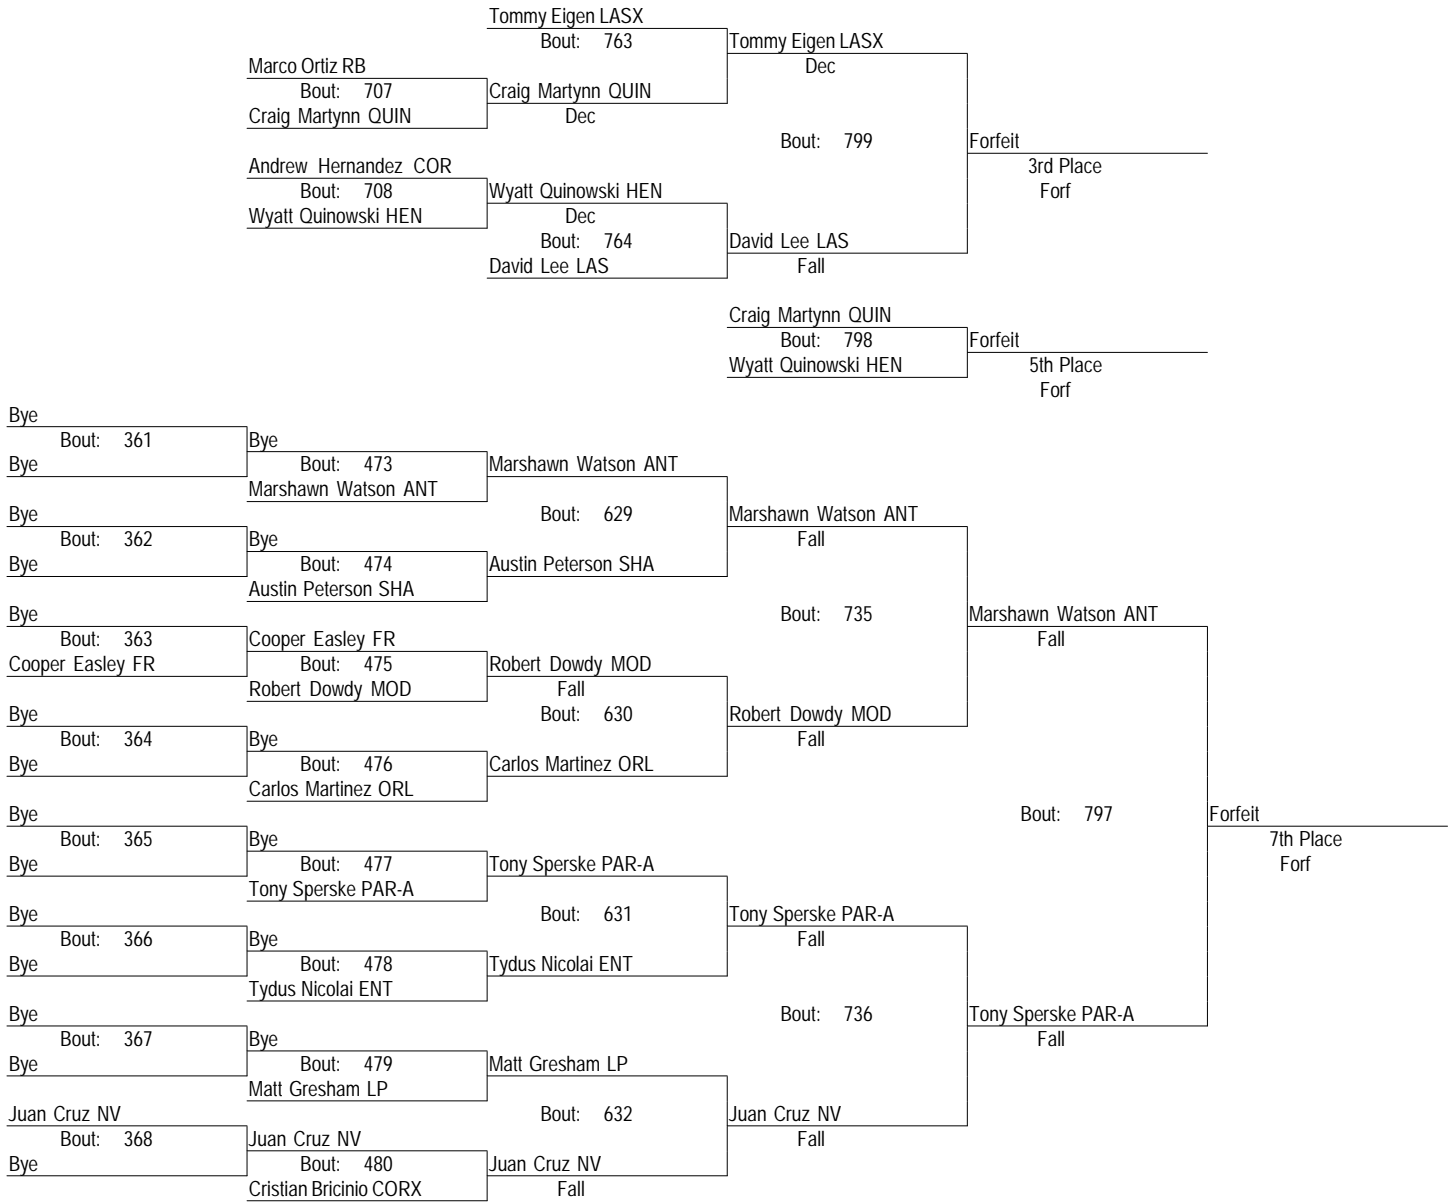 Tommy Eigen LASX
Bout: 763
Tommy Eigen LASX
Marco Ortiz RB
Dec
Bout: 707
Craig Martynn QUIN
Craig Martynn QUIN
Dec
Bout: 799
Forfeit
Andrew Hernandez COR
3rd Place
Bout: 708
Wyatt Quinowski HEN
Forf
Wyatt Quinowski HEN
Dec
Bout: 764
David Lee LAS
David Lee LAS
Fall
Craig Martynn QUIN
Bout: 798
Forfeit
Wyatt Quinowski HEN
5th Place
Forf
Bye
Bout: 361
Bye
Bye
Bout: 473
Marshawn Watson ANT
Marshawn Watson ANT
Bye
Bout: 629
Marshawn Watson ANT
Bout: 362
Bye
Fall
Bye
Bout: 474
Austin Peterson SHA
Austin Peterson SHA
Bye
Bout: 735
Marshawn Watson ANT
Bout: 363
Cooper Easley FR
Fall
Cooper Easley FR
Bout: 475
Robert Dowdy MOD
Robert Dowdy MOD
Fall
Bye
Bout: 630
Robert Dowdy MOD
Bout: 364
Bye
Fall
Bye
Bout: 476
Carlos Martinez ORL
Carlos Martinez ORL
Bye
Bout: 797
Forfeit
Bout: 365
Bye
7th Place
Bye
Bout: 477
Tony Sperske PAR-A
Forf
Tony Sperske PAR-A
Bye
Bout: 631
Tony Sperske PAR-A
Bout: 366
Bye
Fall
Bye
Bout: 478
Tydus Nicolai ENT
Tydus Nicolai ENT
Bye
Bout: 736
Tony Sperske PAR-A
Bout: 367
Bye
Fall
Bye
Bout: 479
Matt Gresham LP
Matt Gresham LP
Juan Cruz NV
Bout: 632
Juan Cruz NV
Bout: 368
Juan Cruz NV
Fall
Bye
Bout: 480
Juan Cruz NV
Cristian Bricinio CORX
Fall